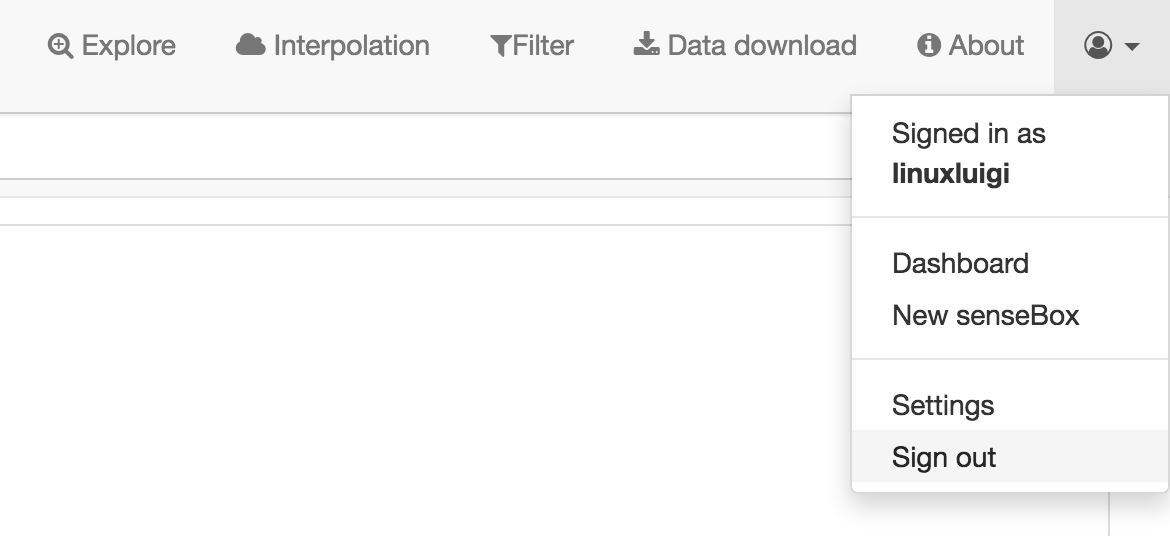 Explore Interpolation Filter Data download About
Signed in as
linuxluigi
Dashboard
New senseBox
Settings
Sign out